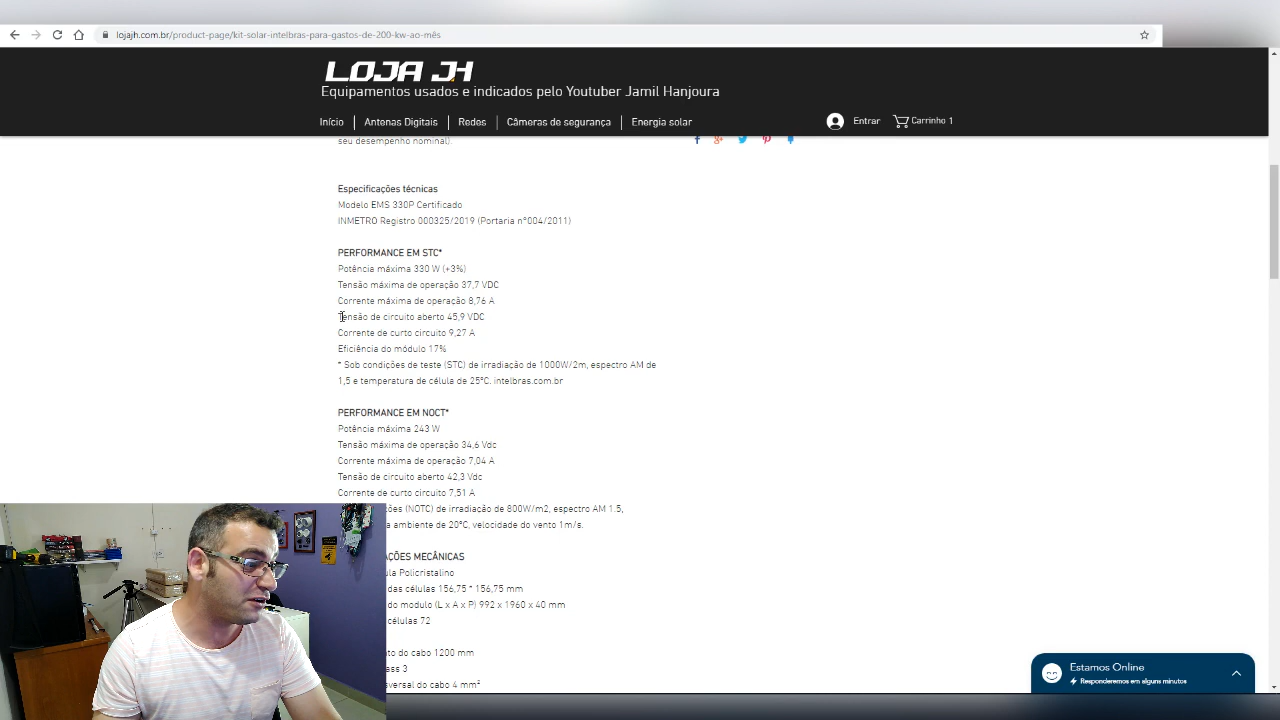 lojajh.com.br/product-page/kit-solar-intelbras-para-gastos-de-200-kw-ao-mês
LOJA JH
Equipamentos usados e indicados pelo Youtuber Jamil Hanjoura
Início
Antenas Digitais
Redes
Câmeras de segurança
Energia solar
Entrar
Carrinho 1
seu desempenho nominal).
Especificações técnicas
Modelo EMS 330P Certificado
INMETRO Registro 000325/2019 (Portaria nº004/2011)
PERFORMANCE EM STC*
Potência máxima 330 W (+3%)
Tensão máxima de operação 37,7 VDC
Corrente máxima de operação 8,76 A
Tensão de circuito aberto 45,9 VDC
Corrente de curto circuito 9,27 A
Eficiência do módulo 17%
* Sob condições de teste (STC) de irradiação de 1000W/2m, espectro AM de
1,5 e temperatura de célula de 25ºC. intelbras.com.br
PERFORMANCE EM NOCT*
Potência máxima 243 W
Tensão máxima de operação 34,6 Vdc
Corrente máxima de operação 7,04 A
Tensão de circuito aberto 42,3 Vdc
Corrente de curto circuito 7,51 A
(NOTC) de irradiação de 800W/m2, espectro AM 1.5,
ambiente de 20ºC, velocidade do vento 1m/s.
AÇÕES MECÂNICAS
Policristalino
das células 156,75 * 156,75 mm
do modulo (L x A x P) 992 x 1960 x 40 mm
células 72
do cabo 1200 mm
3
do cabo 4 mm²
Estamos Online
Responderemos em alguns minutos